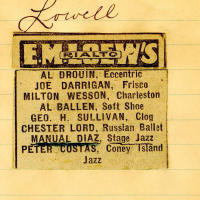 Lowell
E.M.LOEW'S
RIALTO
AL DROUIN, Eccentric
JOE DARRIGAN, Frisco
MILTON WESSON, Charleston
AL BALLEN, Soft Shoe
GEO. H. SULLIVAN, Clog
CHESTER LORD, Russian Ballet
MANUAL DIAZ, Stage Jazz
PETER COSTAS, Coney Island
Jazz